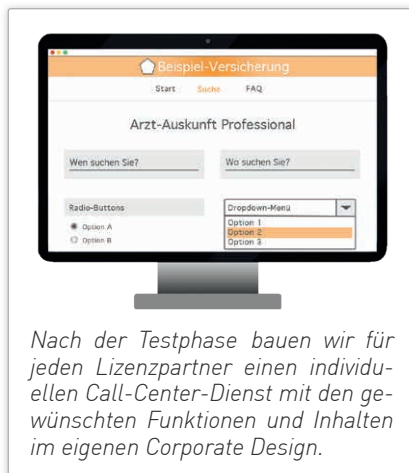 Beispiel-Versicherung
Start Suche FAQ
Arzt-Auskunft Professional
Wen suchen Sie? Wo suchen Sie?
Radio-Buttons Dropdown-Menü
Option A Option 1
Option B Option 2
Option 3
Nach der Testphase bauen wir für
jeden Lizenzpartner einen individu-
ellen Call-Center-Dienst mit den ge-
wünschten Funktionen und Inhalten
im eigenen Corporate Design.